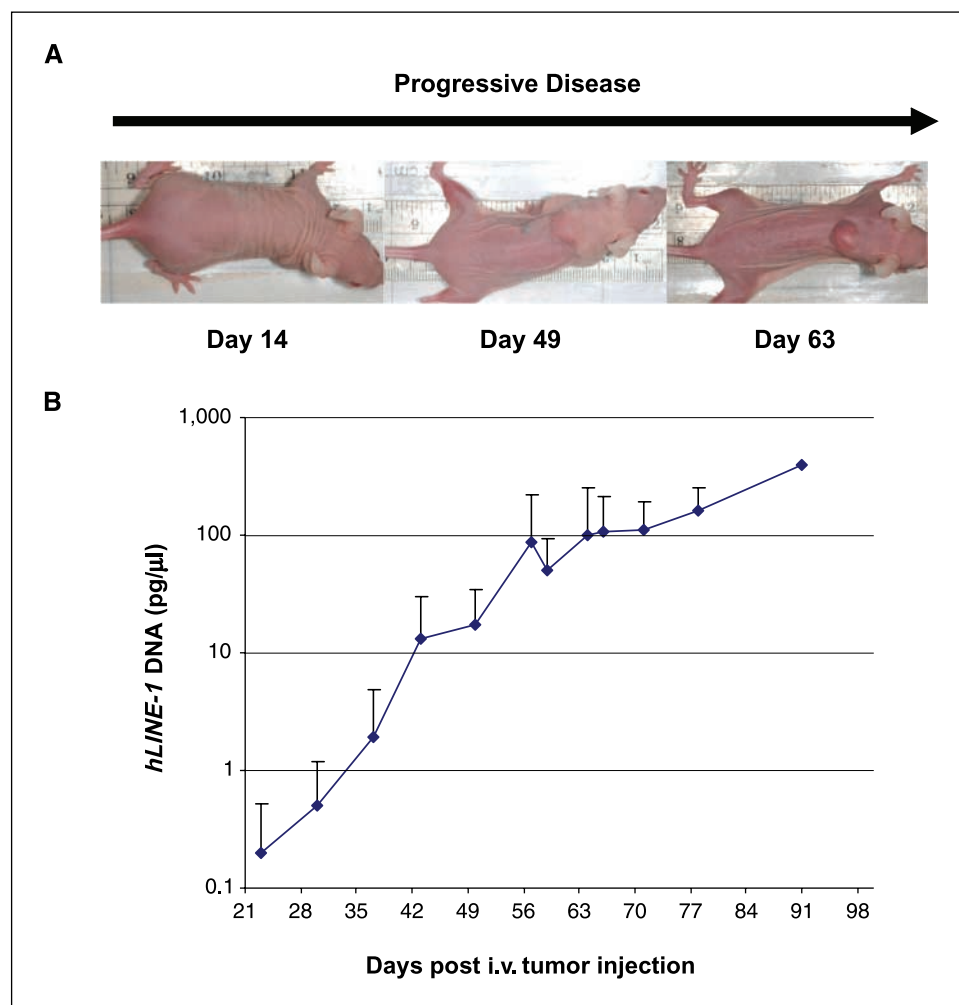 A
Progressive Disease
Day 14 Day 49 Day 63
B
1,000
100
10
1
0.1
hLINE-1 DNA (pg/µl)
21 28 35 42 49 56 63 70 77 84 91 98
Days post i.v. tumor injection